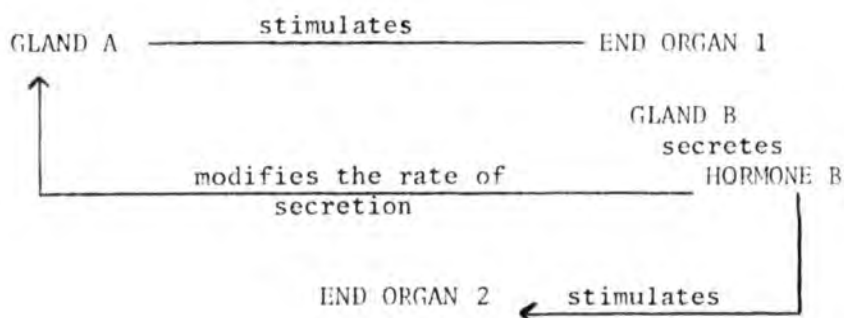 stimulates
GLAND A
END ORGAN 1
GLAND B
secretes
modifies the rate of
HORMONE B
secretion
END ORGAN 2
stimulates